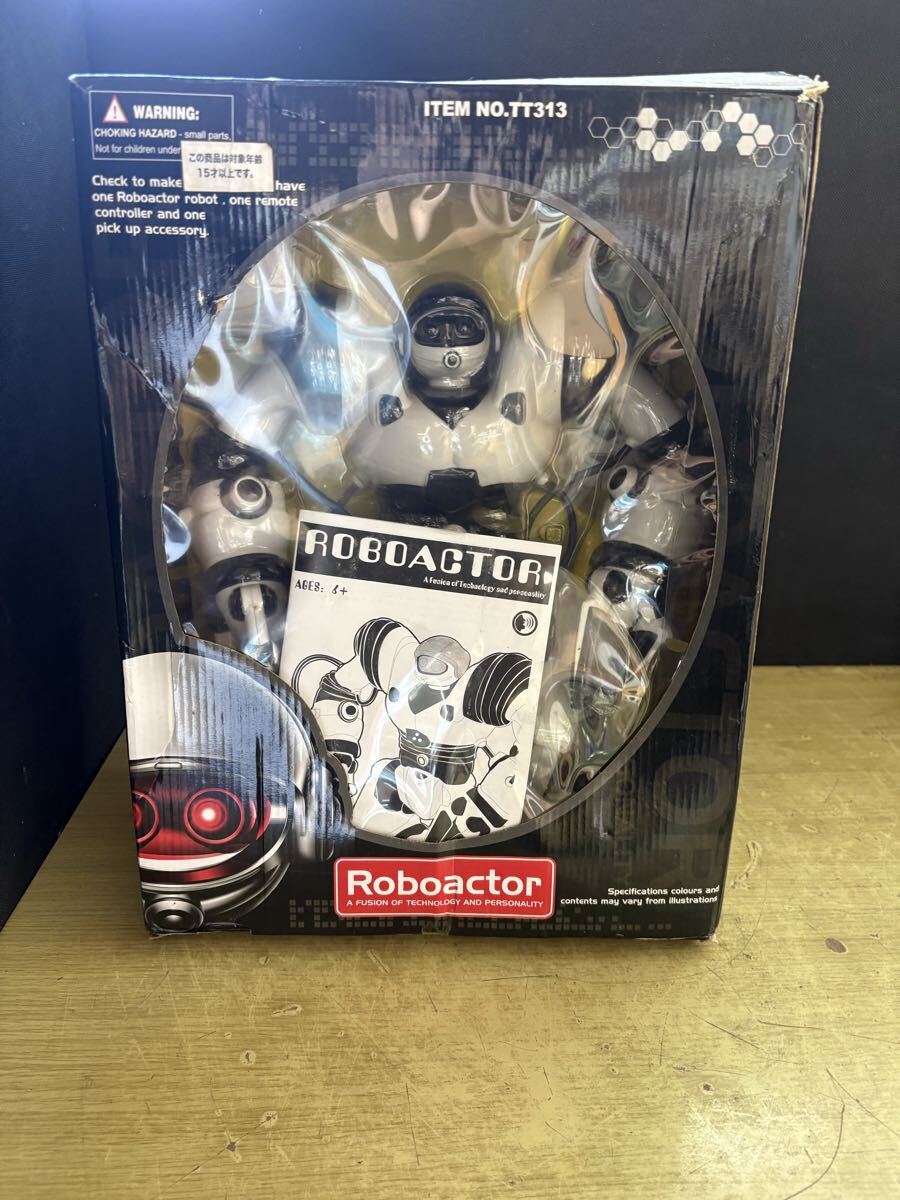 ITEM NO.TT313
WARNING:
CHOKING HAZARD - small parts.
Not for children under
この商品は対象年齢
15才以上です。
Check to make have
one Roboactor robot , one remote
controller and one
pick up accessory.
ROBOACTOR
A Fusion of Technology and personality
AGES: 6+
TOR
Roboactor
A FUSION OF TECHNOLOGY AND PERSONALITY
Specifications colours and
contents may vary from illustrations